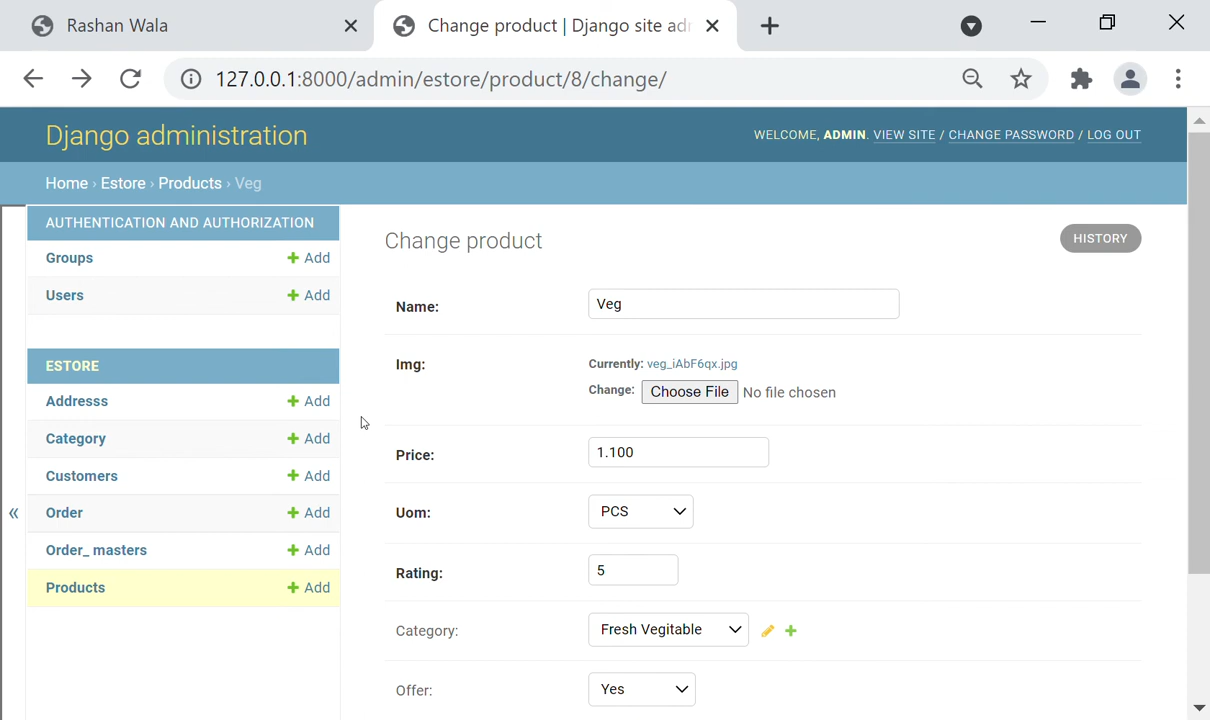 Rashan Wala
Change product | Django site adr
127.0.0.1:8000/admin/estore/product/8/change/
Django administration
WELCOME, ADMIN. VIEW SITE / CHANGE PASSWORD / LOG OUT
Home › Estore › Products › Veg
AUTHENTICATION AND AUTHORIZATION
Groups + Add
Users + Add
ESTORE
Addresss + Add
Category + Add
Customers + Add
Order + Add
Order_ masters + Add
Products + Add
«
Change product
HISTORY
Name: Veg
Img: Currently: veg_iAbF6qx.jpg
Change: Choose File No file chosen
Price: 1.100
Uom: PCS
Rating: 5
Category: Fresh Vegitable
Offer: Yes